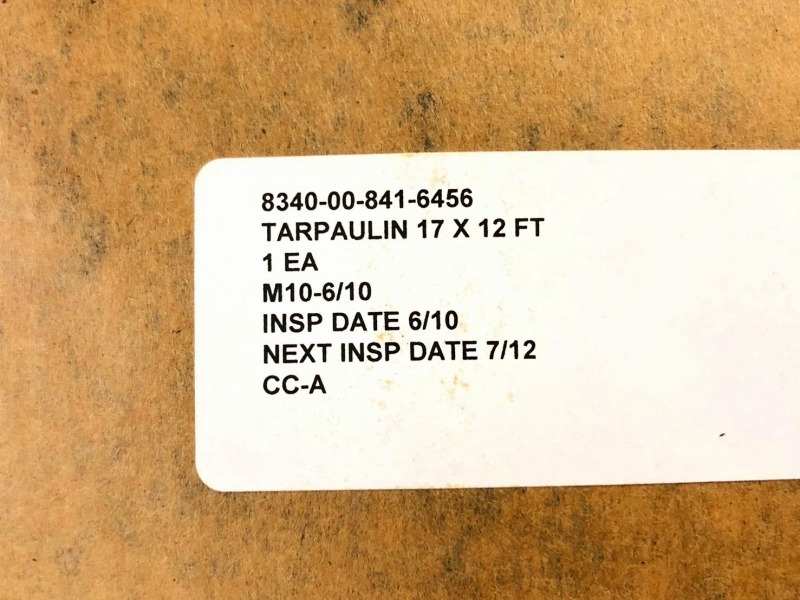 8340-00-841-6456
TARPAULIN 17 X 12 FT
1 EA
M10-6/10
INSP DATE 6/10
NEXT INSP DATE 7/12
CC-A